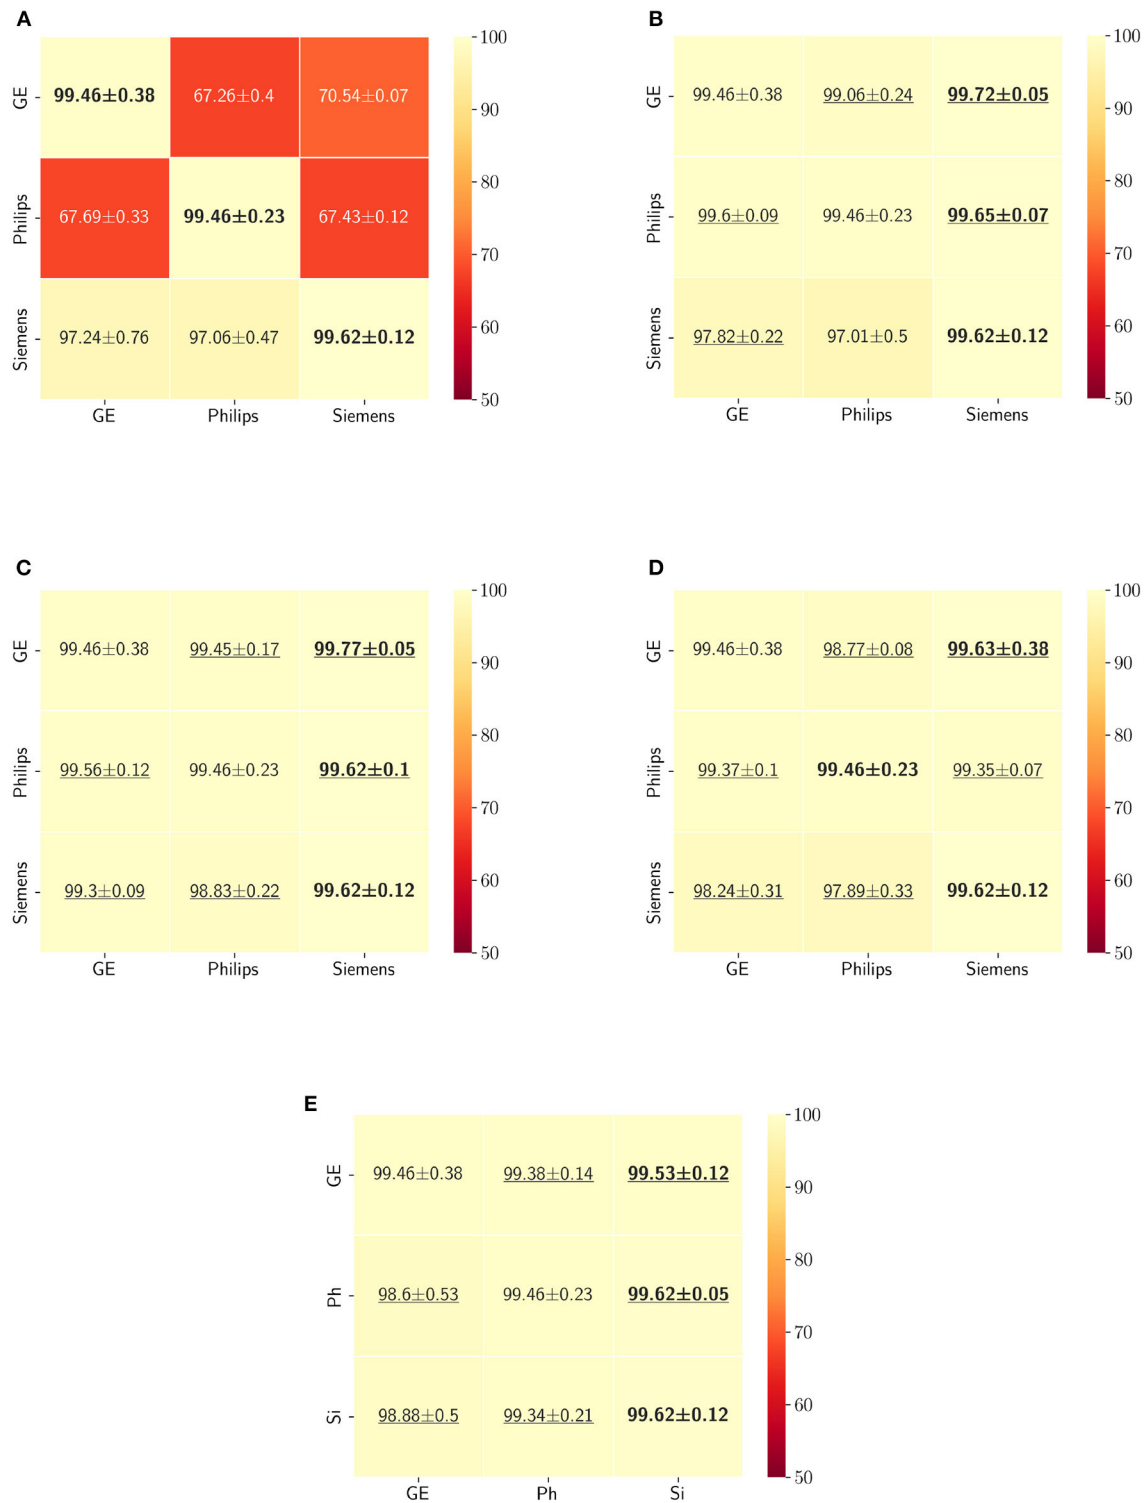 A
B
GE
99.46±0.38
67.26±0.4
70.54±0.07
Philips
67.69±0.33
99.46±0.23
67.43±0.12
Siemens
97.24±0.76
97.06±0.47
99.62±0.12
GE
Philips
Siemens
100
90
80
70
60
50
GE
99.46±0.38
99.06±0.24
99.72±0.05
Philips
99.6±0.09
99.46±0.23
99.65±0.07
Siemens
97.82±0.22
97.01±0.5
99.62±0.12
GE
Philips
Siemens
100
90
80
70
60
50
C
D
GE
99.46±0.38
99.45±0.17
99.77±0.05
Philips
99.56±0.12
99.46±0.23
99.62±0.1
Siemens
99.3±0.09
98.83±0.22
99.62±0.12
GE
Philips
Siemens
100
90
80
70
60
50
GE
99.46±0.38
98.77±0.08
99.63±0.38
Philips
99.37±0.1
99.46±0.23
99.35±0.07
Siemens
98.24±0.31
97.89±0.33
99.62±0.12
GE
Philips
Siemens
100
90
80
70
60
50
E
GE
99.46±0.38
99.38±0.14
99.53±0.12
Ph
98.6±0.53
99.46±0.23
99.62±0.05
Si
98.88±0.5
99.34±0.21
99.62±0.12
GE
Ph
Si
100
90
80
70
60
50